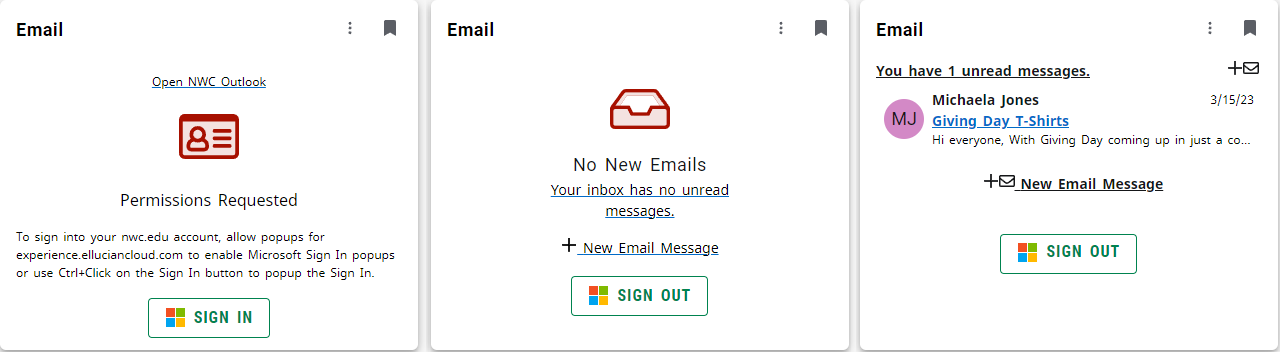 Email
Open NWC Outlook
Permissions Requested
To sign into your nwc.edu account, allow popups for
experience.elluciancloud.com to enable Microsoft Sign In popups
or use Ctrl+Click on the Sign In button to popup the Sign In.
SIGN IN
Email
No New Emails
Your inbox has no unread
messages.
+ New Email Message
SIGN OUT
Email
You have 1 unread messages.
MJ
Michaela Jones 3/15/23
Giving Day T-Shirts
Hi everyone, With Giving Day coming up in just a co...
+ New Email Message
SIGN OUT